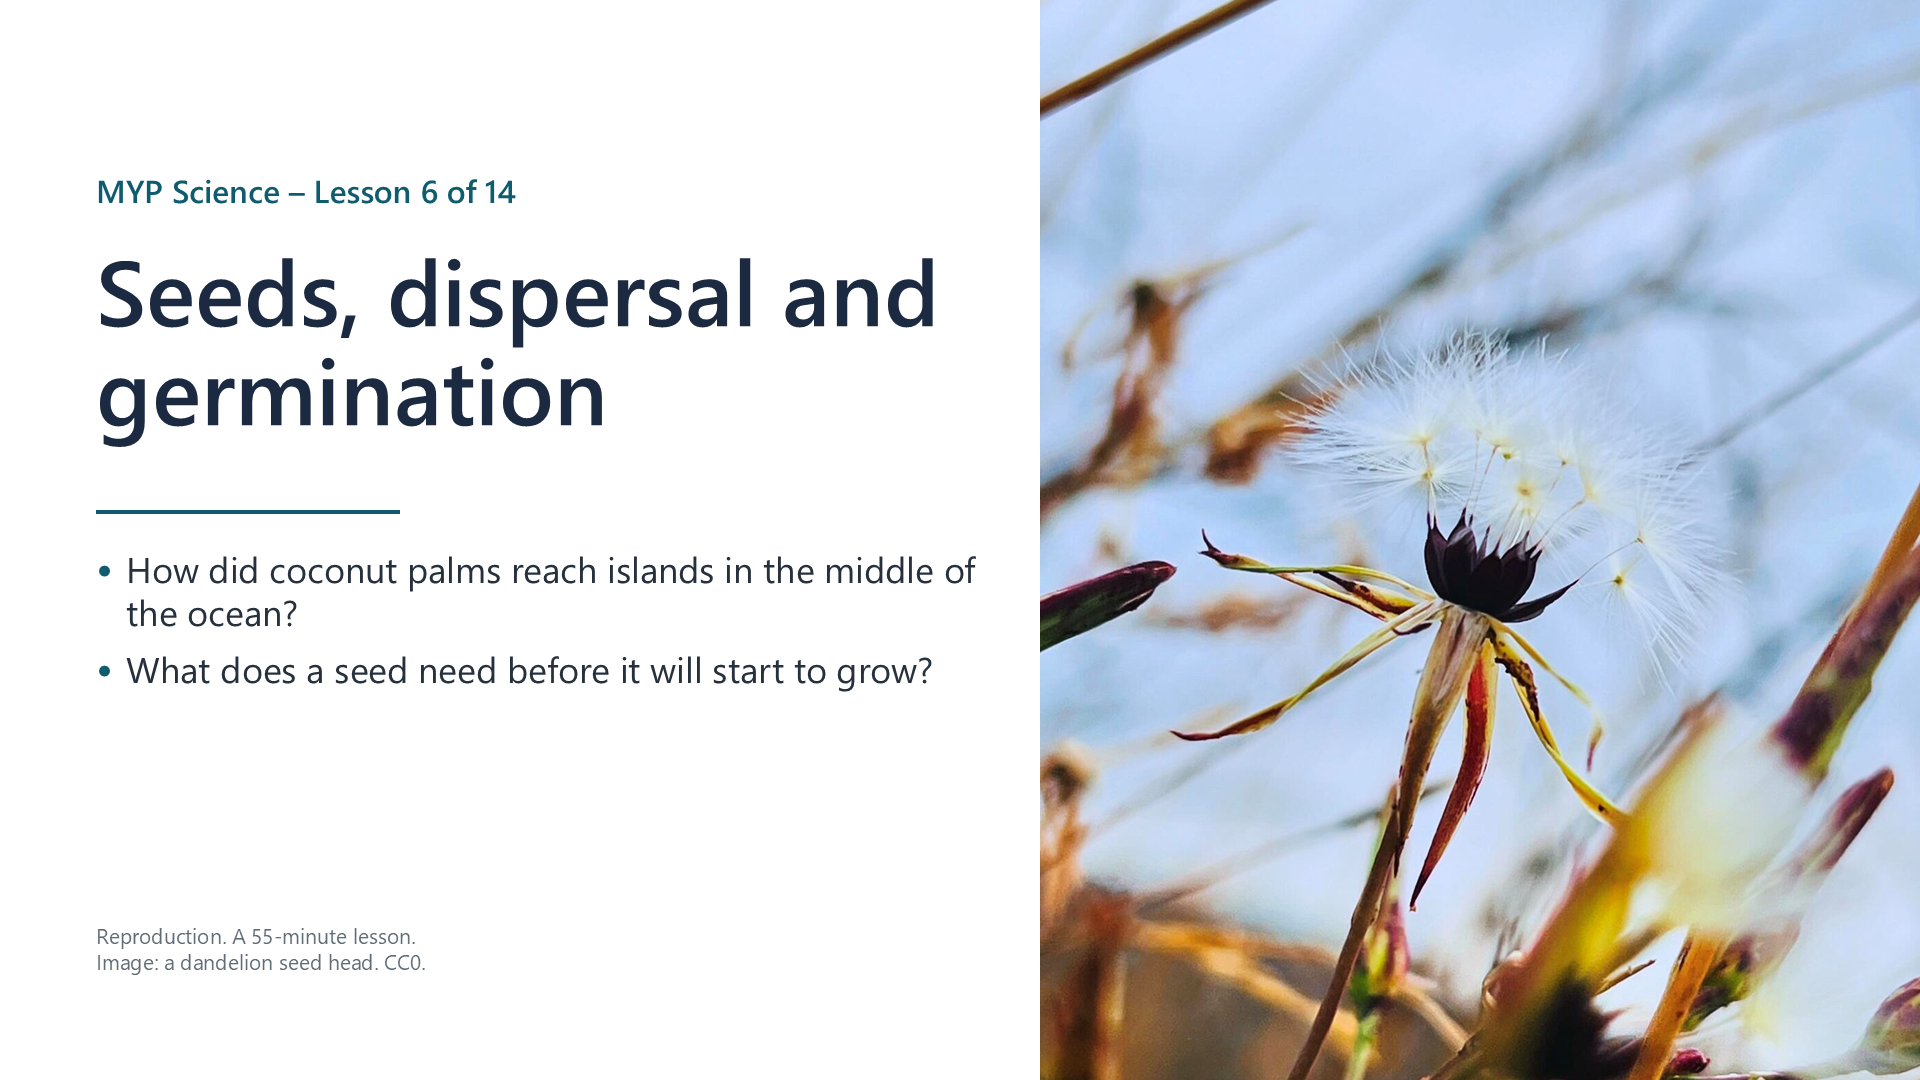 MYP Science – Lesson 6 of 14
Seeds, dispersal and
germination
• How did coconut palms reach islands in the middle of
the ocean?
• What does a seed need before it will start to grow?
Reproduction. A 55-minute lesson.
Image: a dandelion seed head. CC0.